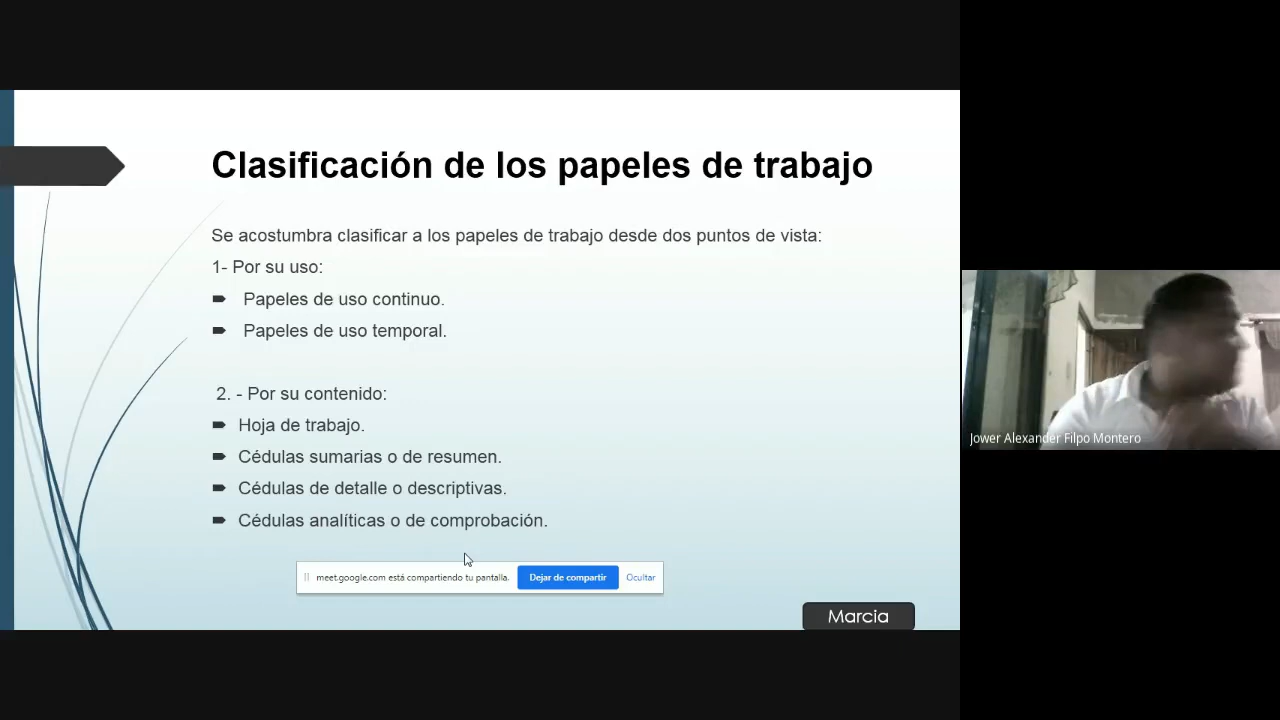 Clasificación de los papeles de trabajo
Se acostumbra clasificar a los papeles de trabajo desde dos puntos de vista:
1- Por su uso:
Papeles de uso continuo.
Papeles de uso temporal.
2. - Por su contenido:
Hoja de trabajo.
Cédulas sumarias o de resumen.
Cédulas de detalle o descriptivas.
Cédulas analíticas o de comprobación.
meet.google.com está compartiendo tu pantalla. Dejar de compartir Ocultar
Marcia
Jower Alexander Filpo Montero